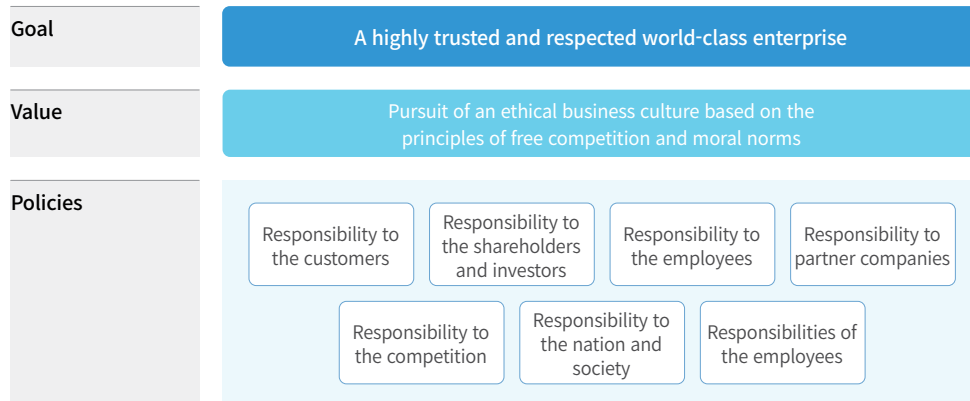 Goal
A highly trusted and respected world-class enterprise
Value
Pursuit of an ethical business culture based on the
principles of free competition and moral norms
Policies
Responsibility to
the customers
Responsibility to
the shareholders
and investors
Responsibility to
the employees
Responsibility to
partner companies
Responsibility to
the competition
Responsibility to
the nation and
society
Responsibilities of
the employees